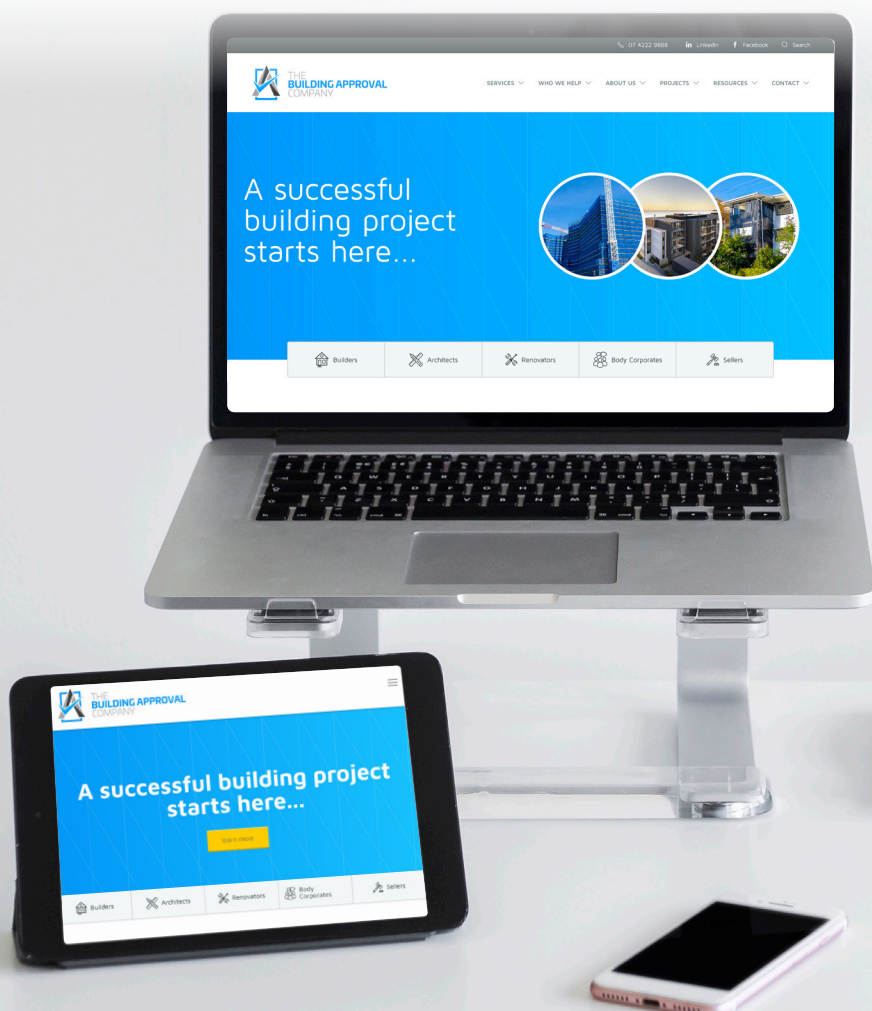 07 4222 9888 in LinkedIn f Facebook Search
THE
BUILDING APPROVAL
COMPANY
SERVICES WHO WE HELP ABOUT US PROJECTS RESOURCES CONTACT
A successful
building project
starts here...
Builders Architects Renovators Body Corporates Sellers
THE
BUILDING APPROVAL
COMPANY
A successful building project
starts here...
learn more
Builders Architects Renovators Body
Corporates Sellers